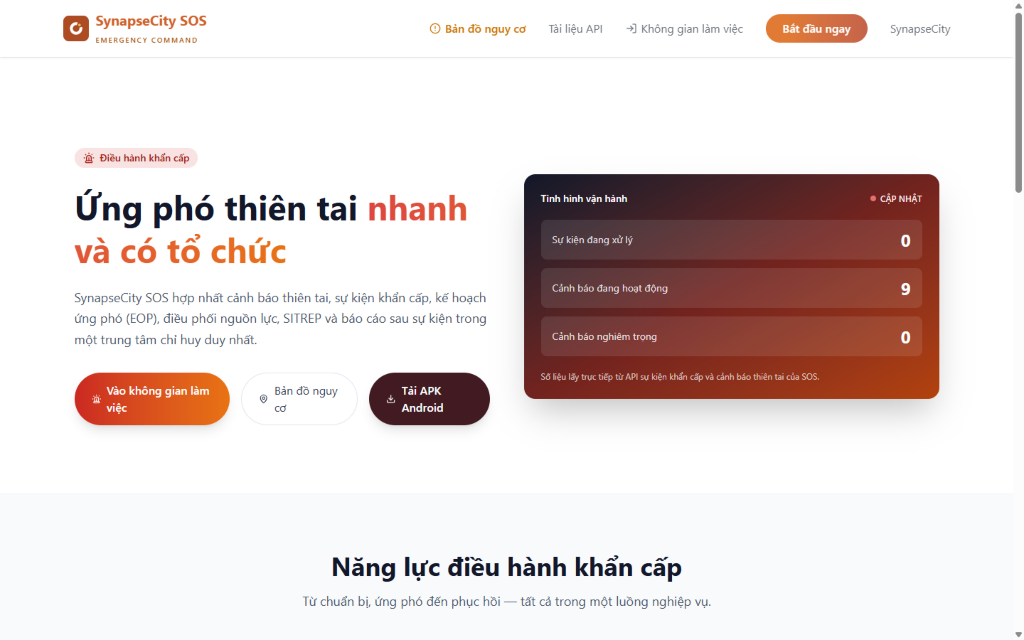 SynapseCity SOS
EMERGENCY COMMAND
Bản đồ nguy cơ
Tài liệu API
Không gian làm việc
Bắt đầu ngay
SynapseCity
Điều hành khẩn cấp
Ứng phó thiên tai nhanh
và có tổ chức
SynapseCity SOS hợp nhất cảnh báo thiên tai, sự kiện khẩn cấp, kế hoạch
ứng phó (EOP), điều phối nguồn lực, SITREP và báo cáo sau sự kiện trong
một trung tâm chỉ huy duy nhất.
Vào không gian làm
việc
Bản đồ nguy
cơ
Tải APK
Android
Tình hình vận hành
CẬP NHẬT
Sự kiện đang xử lý
0
Cảnh báo đang hoạt động
9
Cảnh báo nghiêm trọng
0
Số liệu lấy trực tiếp từ API sự kiện khẩn cấp và cảnh báo thiên tai của SOS.
Năng lực điều hành khẩn cấp
Từ chuẩn bị, ứng phó đến phục hồi — tất cả trong một luồng nghiệp vụ.